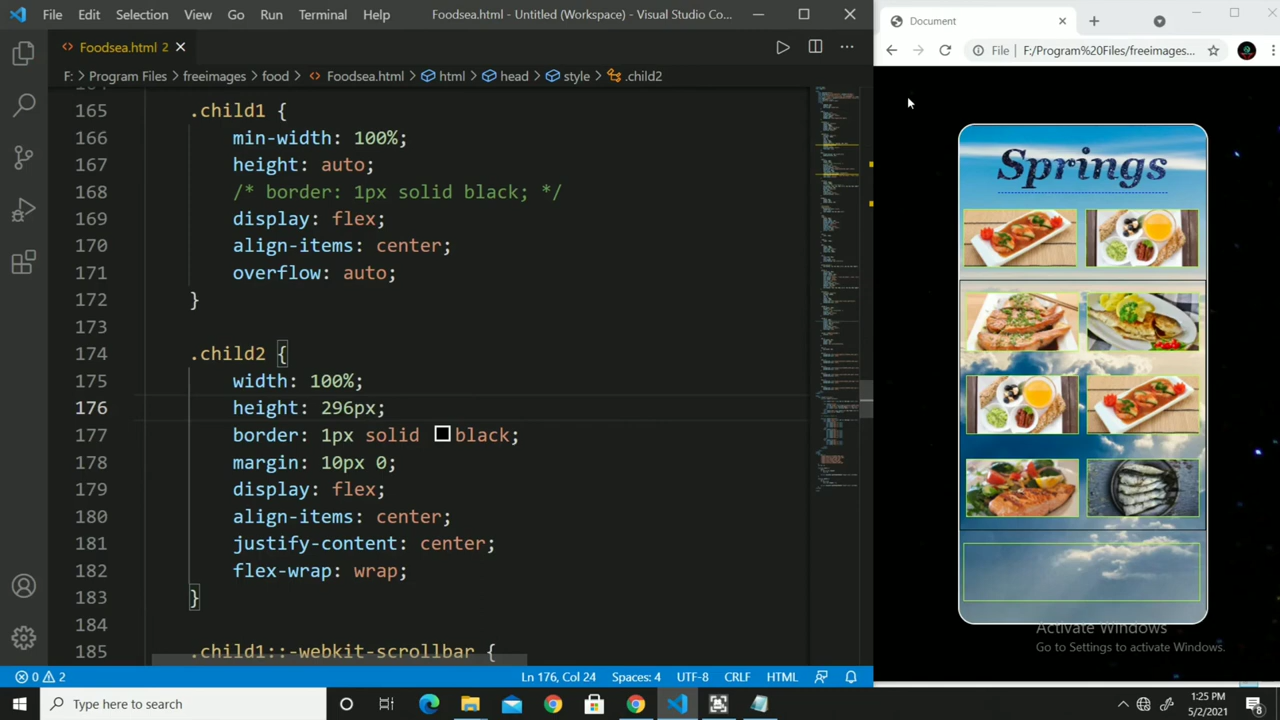 File Edit Selection View Go Run Terminal Help Foodsea.html - Untitled (Workspace) - Visual Studio Co...
Foodsea.html 2
F: > Program Files > freeimages > food > Foodsea.html > html > head > style > .child2
165 .child1 {
166 min-width: 100%;
167 height: auto;
168 /* border: 1px solid black; */
169 display: flex;
170 align-items: center;
171 overflow: auto;
172 }
173
174 .child2 {
175 width: 100%;
176 height: 296px;
177 border: 1px solid black;
178 margin: 10px 0;
179 display: flex;
180 align-items: center;
181 justify-content: center;
182 flex-wrap: wrap;
183 }
184
185 .child1::-webkit-scrollbar {
0 2 Ln 176, Col 24 Spaces: 4 UTF-8 CRLF HTML
Document
File F:/Program%20Files/freeimages...
Springs
Activate Windows
Go to Settings to activate Windows.
Type here to search
1:25 PM
5/2/2021
8